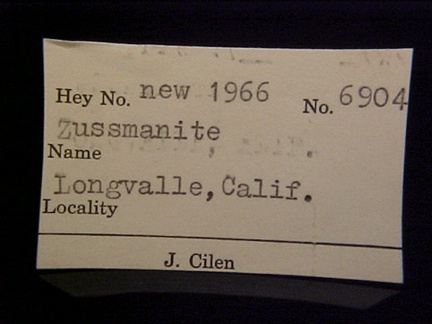 Hey No. new 1966 No. 6904
Zussmanite
Name
Longvalle, Calif.
Locality
J. Cilen